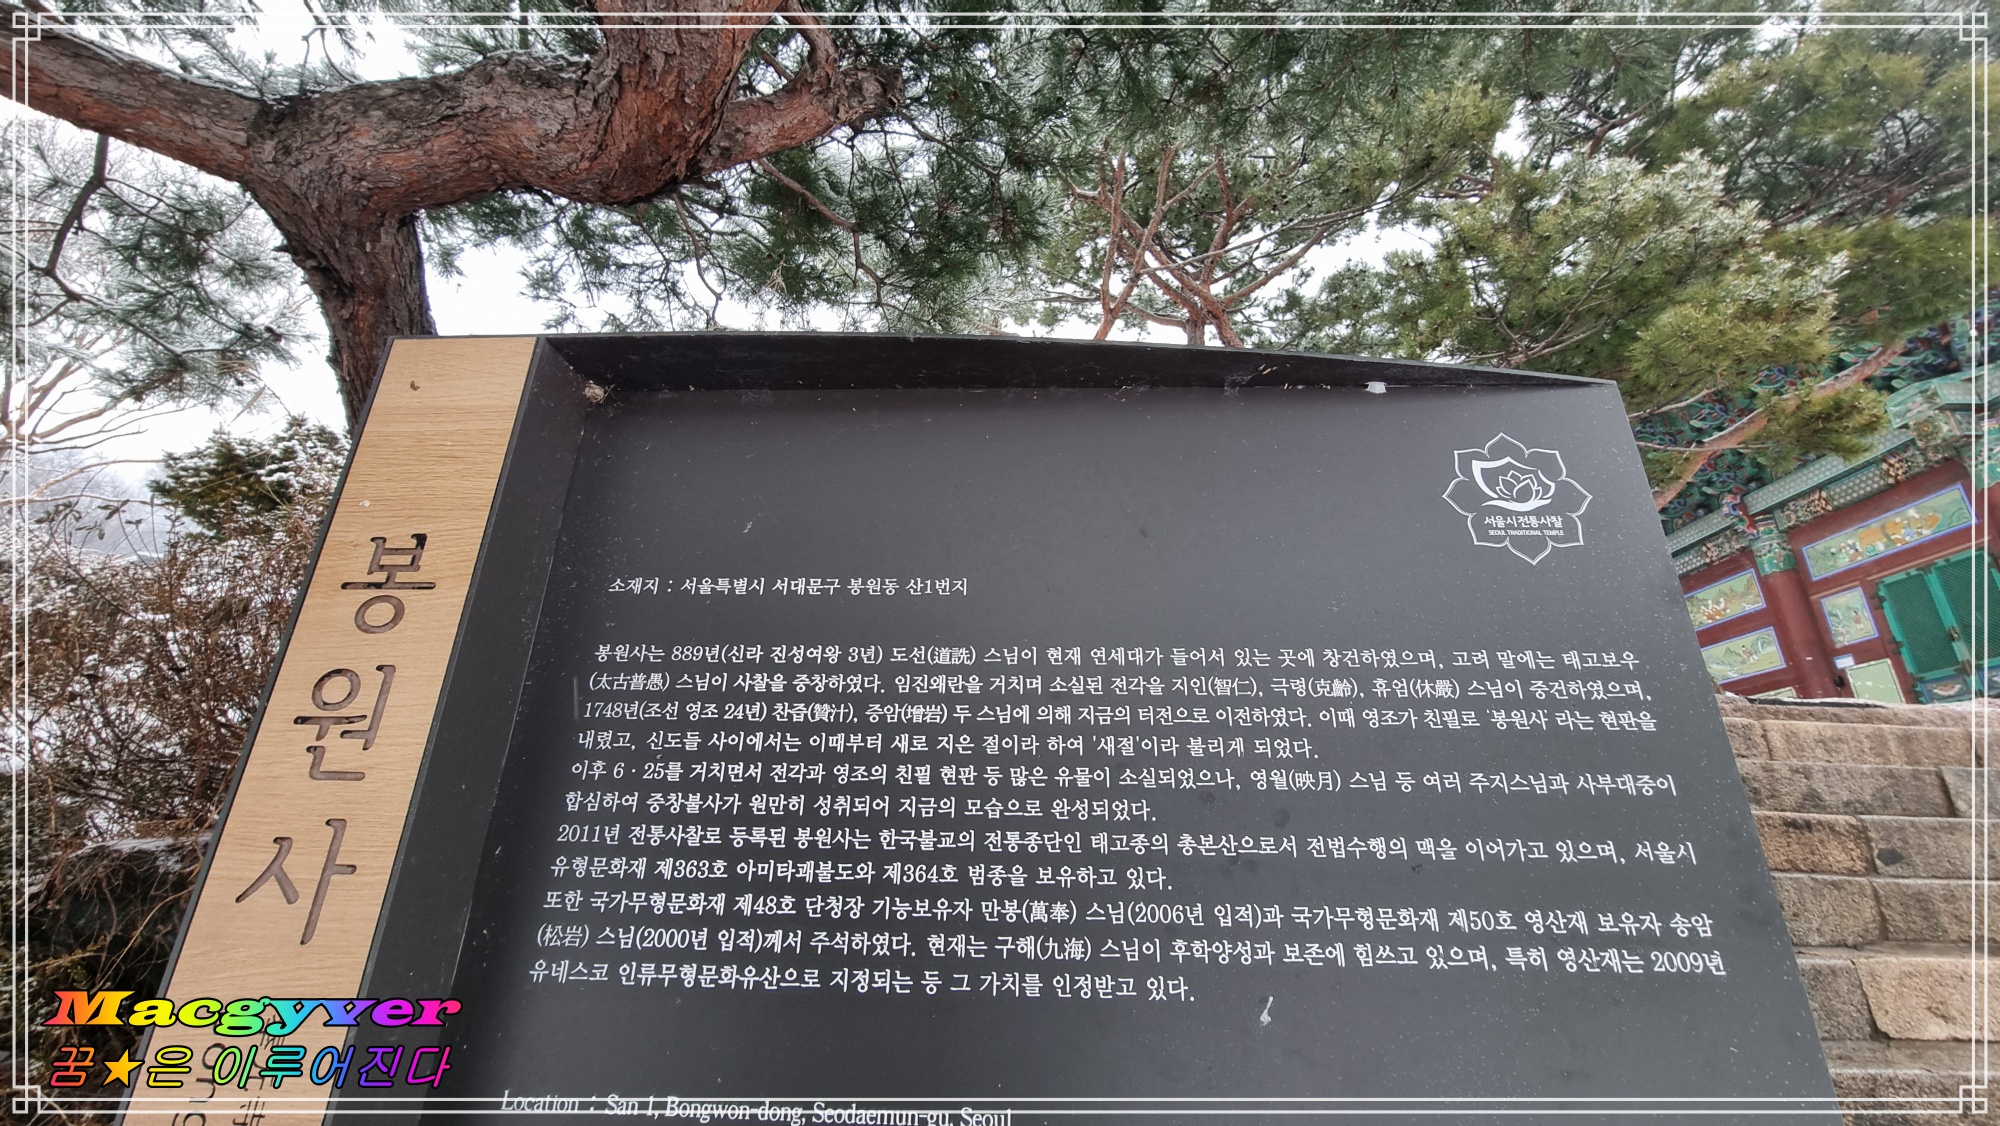 봉원사
서울시전통사찰
SEOUL TRADITIONAL TEMPLE
소재지 : 서울특별시 서대문구 봉원동 산1번지
봉원사는 889년(신라 진성여왕 3년) 도선(道詵) 스님이 현재 연세대가 들어서 있는 곳에 창건하였으며, 고려 말에는 태고보우
(太古普愚) 스님이 사찰을 중창하였다. 임진왜란을 거치며 소실된 전각을 지인(智仁), 극령(克齡), 휴엄(休嚴) 스님이 중건하였으며,
1748년(조선 영조 24년) 찬즙(贊汁), 증암(增岩) 두 스님에 의해 지금의 터전으로 이전하였다. 이때 영조가 친필로 '봉원사' 라는 현판을
내렸고, 신도들 사이에서는 이때부터 새로 지은 절이라 하여 '새절'이라 불리게 되었다.
이후 6 · 25를 거치면서 전각과 영조의 친필 현판 등 많은 유물이 소실되었으나, 영월(映月) 스님 등 여러 주지스님과 사부대중이
합심하여 중창불사가 원만히 성취되어 지금의 모습으로 완성되었다.
2011년 전통사찰로 등록된 봉원사는 한국불교의 전통종단인 태고종의 총본산으로서 전법수행의 맥을 이어가고 있으며, 서울시
유형문화재 제363호 아미타괘불도와 제364호 범종을 보유하고 있다.
또한 국가무형문화재 제48호 단청장 기능보유자 만봉(萬奉) 스님(2006년 입적)과 국가무형문화재 제50호 영산재 보유자 송암
(松岩) 스님(2000년 입적)께서 주석하였다. 현재는 구해(九海) 스님이 후학양성과 보존에 힘쓰고 있으며, 특히 영산재는 2009년
유네스코 인류무형문화유산으로 지정되는 등 그 가치를 인정받고 있다.
Location : San 1, Bongwon-dong, Seodaemun-gu, Seoul
Macgyver
꿈★은 이루어진다